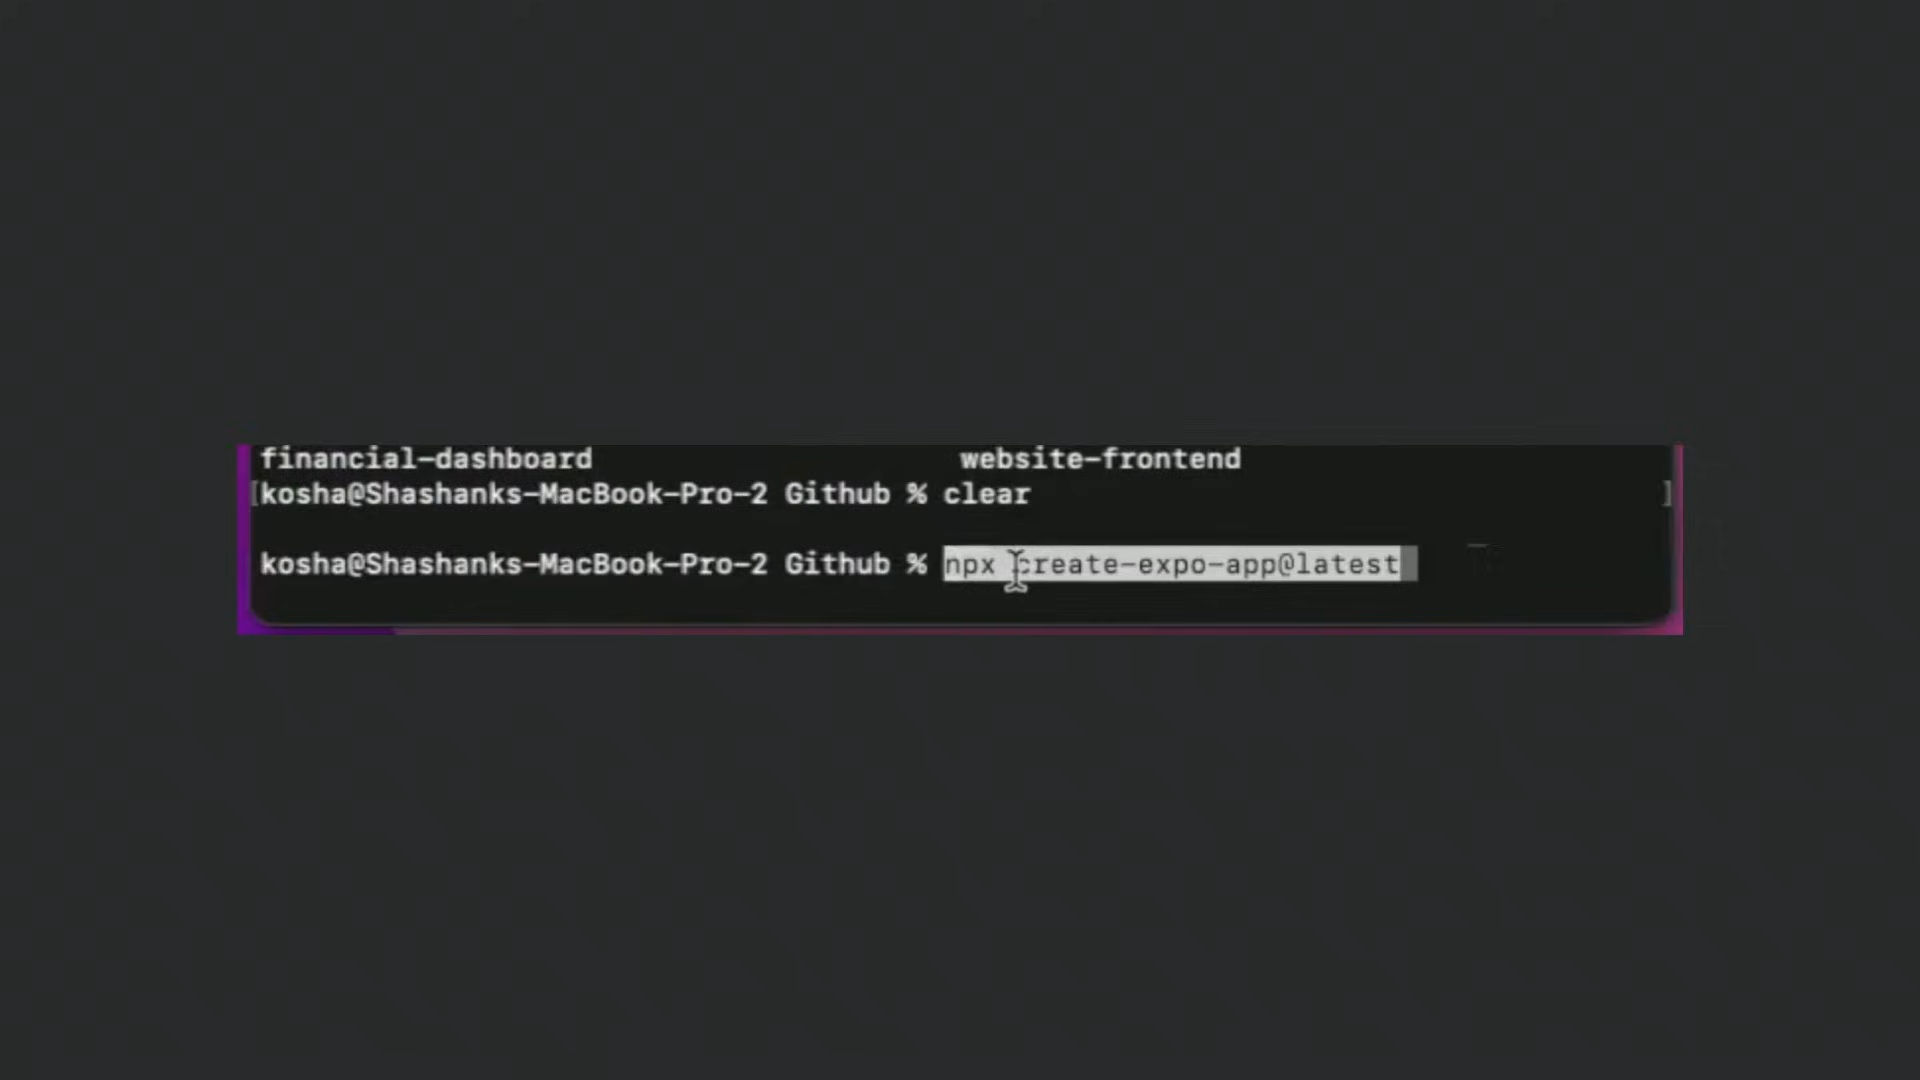 financial-dashboard website-frontend
[kosha@Shashanks-MacBook-Pro-2 Github % clear ]
kosha@Shashanks-MacBook-Pro-2 Github % npx create-expo-app@latest